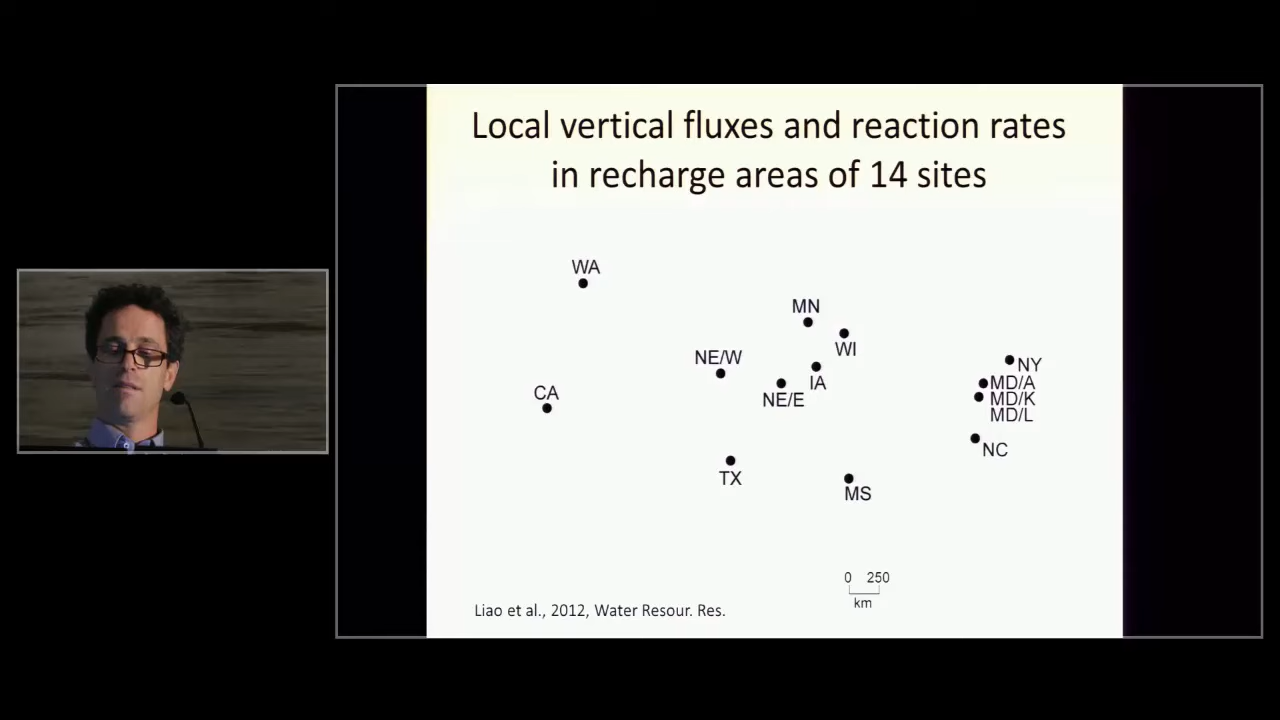 Local vertical fluxes and reaction rates
in recharge areas of 14 sites
WA
MN
WI
NE/W
IA
NE/E
CA
NY
MD/A
MD/K
MD/L
NC
TX
MS
0 250
km
Liao et al., 2012, Water Resour. Res.